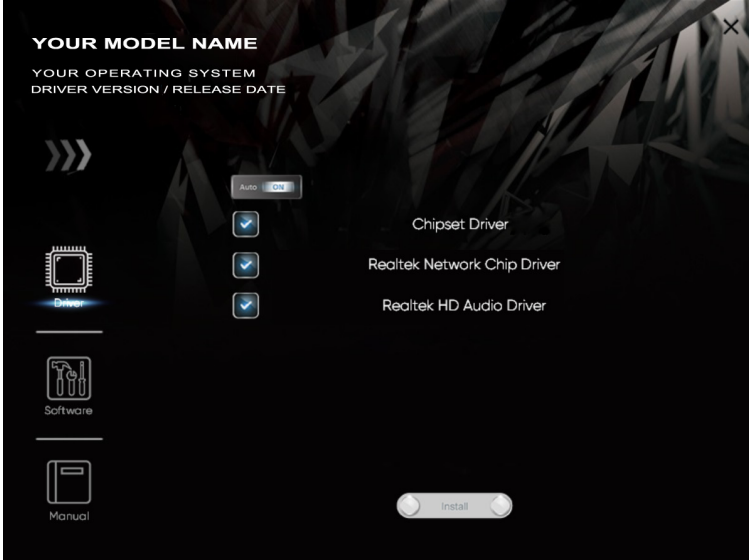 YOUR MODEL NAME
YOUR OPERATING SYSTEM
DRIVER VERSION / RELEASE DATE
Auto ON
Chipset Driver
Realtek Network Chip Driver
Realtek HD Audio Driver
Driver
Software
Manual
Install